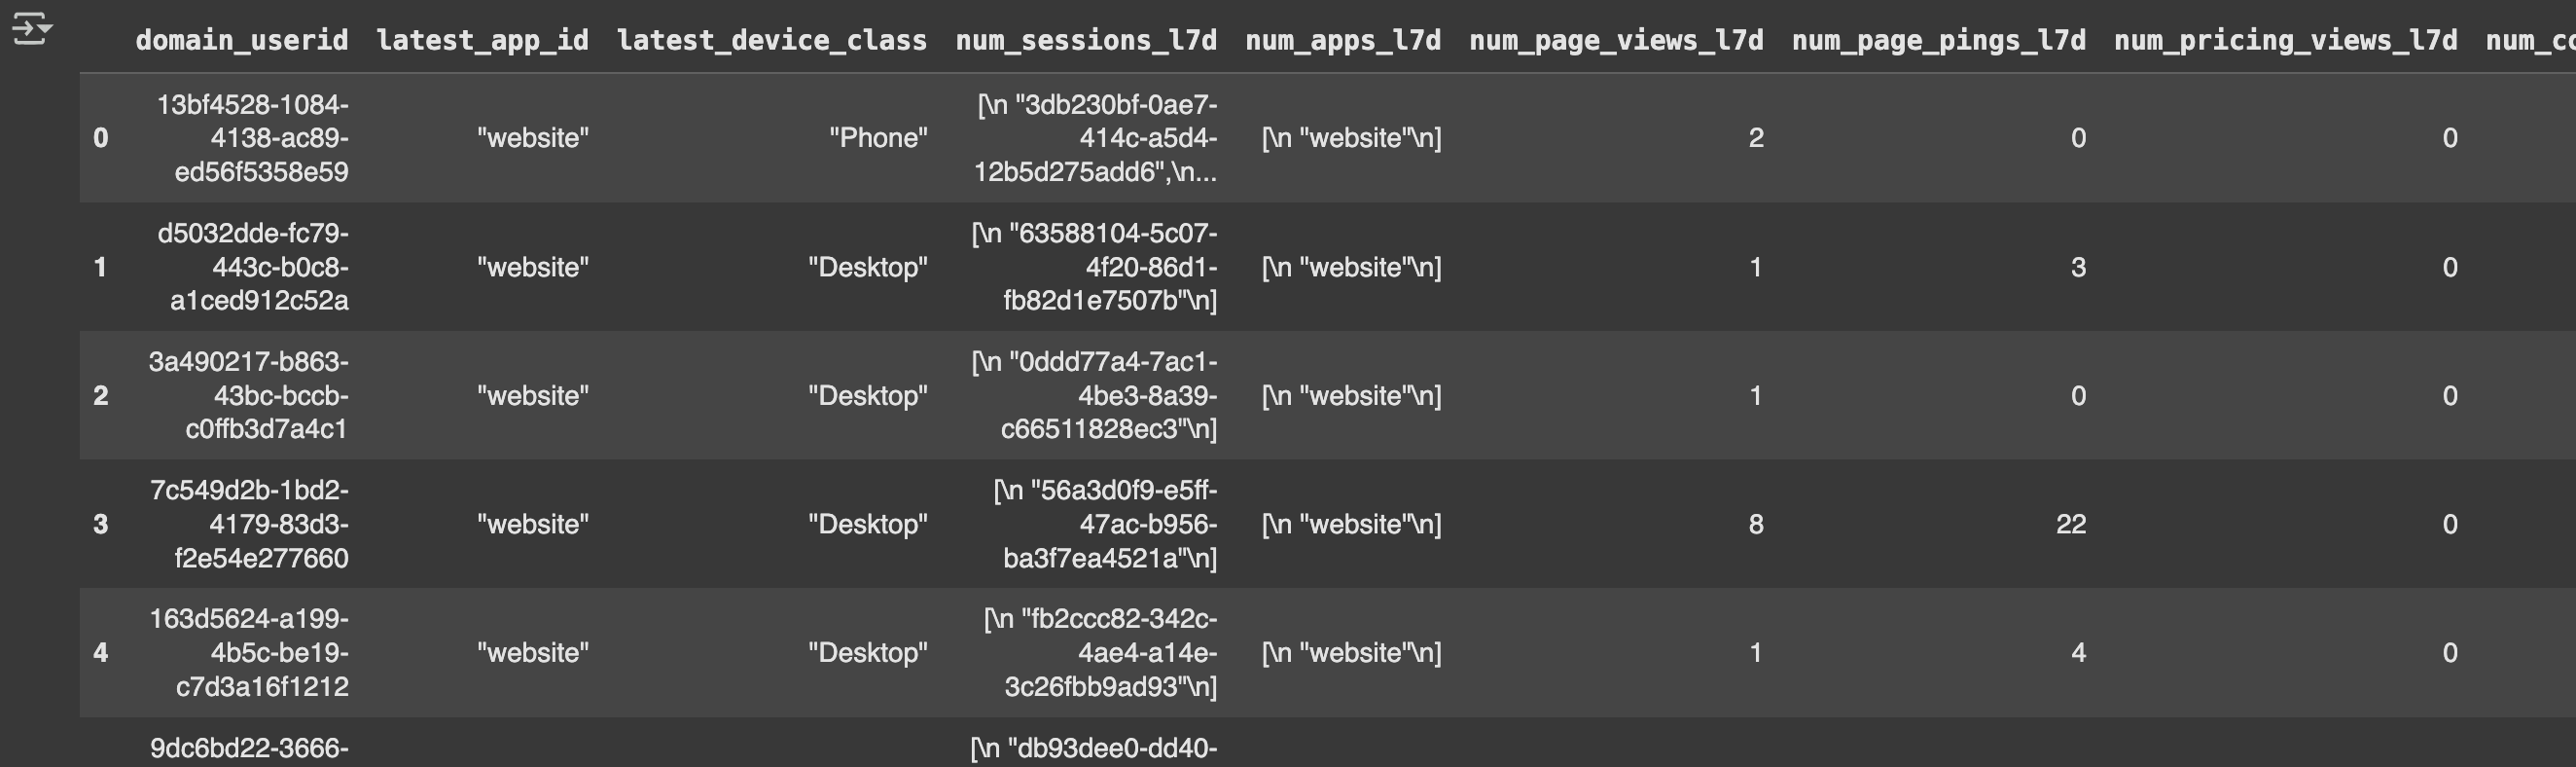 domain_userid latest_app_id latest_device_class num_sessions_l7d num_apps_l7d num_page_views_l7d num_page_pings_l7d num_pricing_views_l7d num_co
13bf4528-1084- [\n "3db230bf-0ae7-
0 4138-ac89- "website" "Phone" 414c-a5d4- [\n "website"\n] 2 0 0
ed56f5358e59 12b5d275add6",\n...
d5032dde-fc79- [\n "63588104-5c07-
1 443c-b0c8- "website" "Desktop" 4f20-86d1- [\n "website"\n] 1 3 0
a1ced912c52a fb82d1e7507b"\n]
3a490217-b863- [\n "0ddd77a4-7ac1-
2 43bc-bccb- "website" "Desktop" 4be3-8a39- [\n "website"\n] 1 0 0
c0ffb3d7a4c1 c66511828ec3"\n]
7c549d2b-1bd2- [\n "56a3d0f9-e5ff-
3 4179-83d3- "website" "Desktop" 47ac-b956- [\n "website"\n] 8 22 0
f2e54e277660 ba3f7ea4521a"\n]
163d5624-a199- [\n "fb2ccc82-342c-
4 4b5c-be19- "website" "Desktop" 4ae4-a14e- [\n "website"\n] 1 4 0
c7d3a16f1212 3c26fbb9ad93"\n]
9dc6bd22-3666- [\n "db93dee0-dd40-